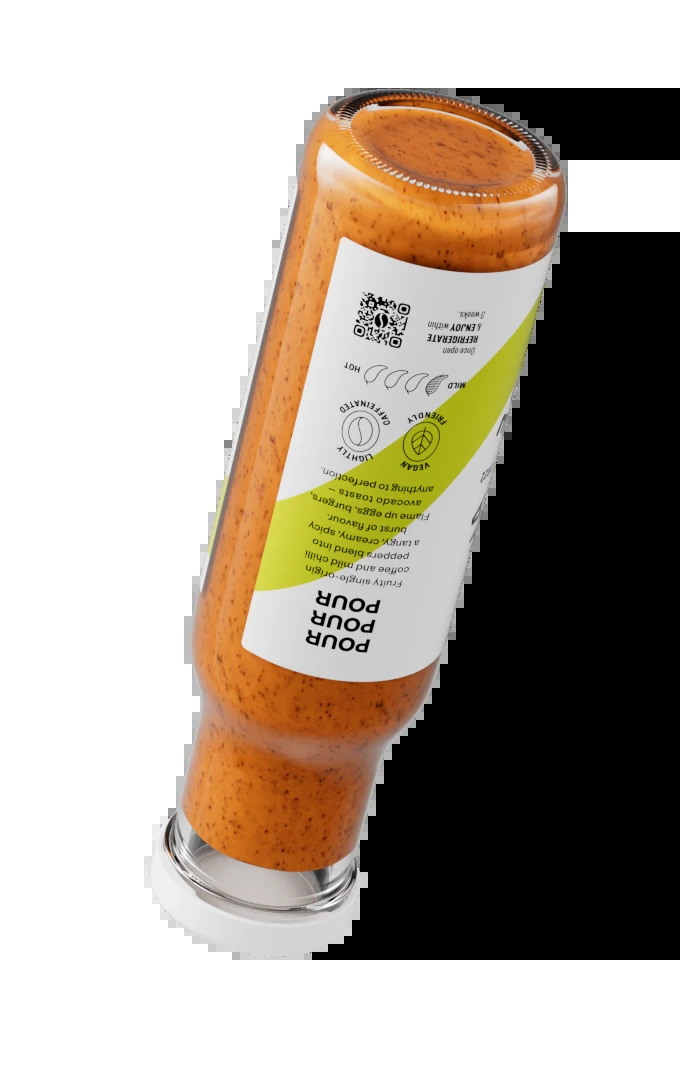 POUR
POUR
POUR
Fruity single-origin
coffee and mild chilli
peppers blend into
a tangy, creamy, spicy
burst of flavour.
Flame up eggs, burgers,
avocado toasts –
anything to perfection.
VEGAN
FRIENDLY
LIGHTLY
CAFFEINATED
MILD
HOT
Once open
REFRIGERATE
& ENJOY within
3 weeks.